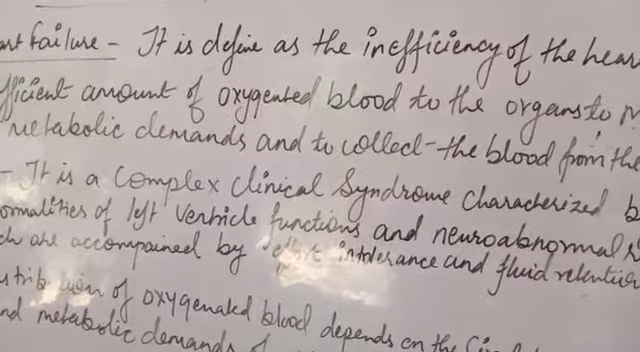 art failure - It is define as the inefficiency of the hear
fficient amount of oxygented blood to the organs to m
metabolic demands and to collect the blood from the
- It is a Complex Clinical Syndrome Characterized b
ormalities of left Ventricle functions and neuroabnormal
ch are accompained by effort intolerance and fluid retention
of oxygenated blood depends on the
nd metabolic demands of